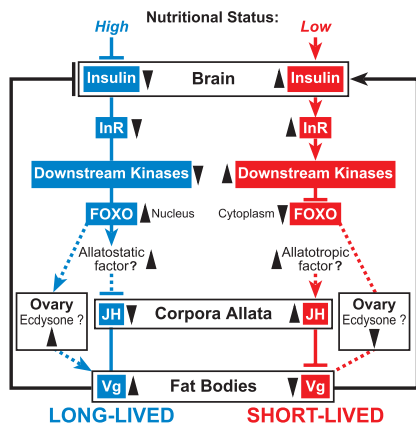 Nutritional Status:
High Low
Insulin Brain Insulin
InR InR
Downstream Kinases Downstream Kinases
FOXO Nucleus Cytoplasm FOXO
Allatostatic Allatotropic
factor? factor?
Ovary Ovary
Ecdysone ? Ecdysone ?
JH Corpora Allata JH
Vg Fat Bodies Vg
LONG-LIVED SHORT-LIVED